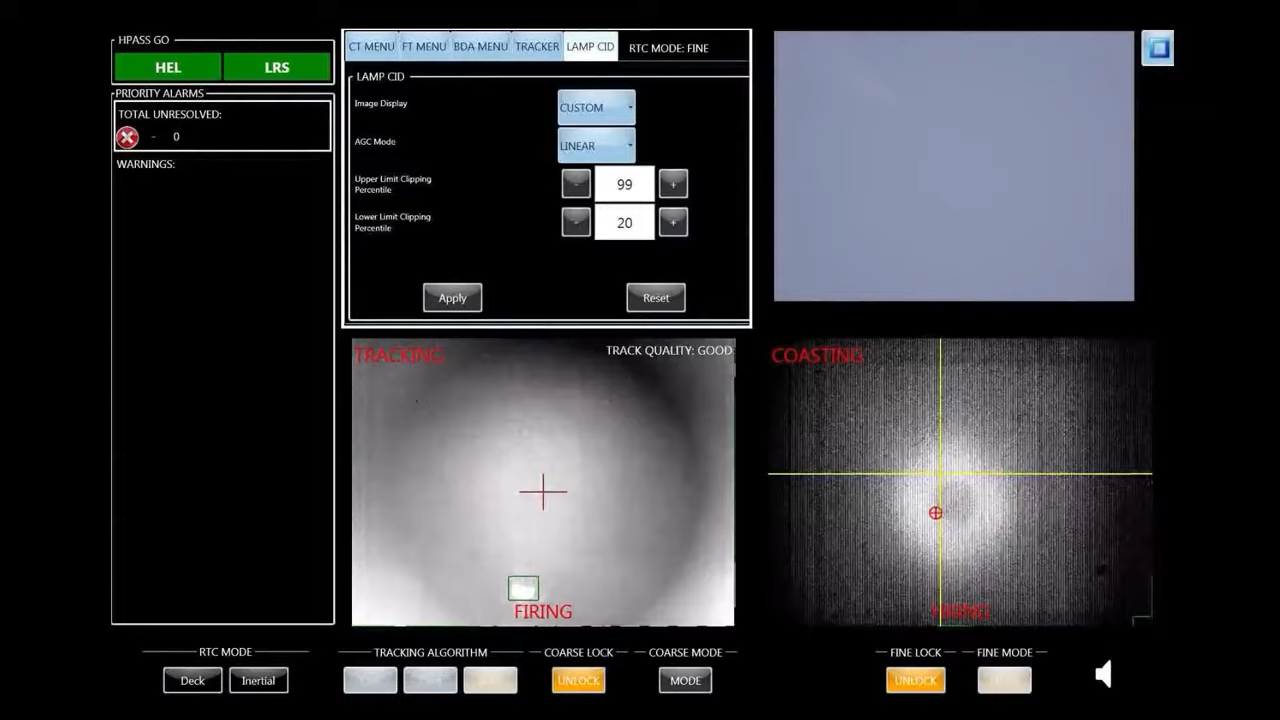 HPASS GO
HEL LRS
PRIORITY ALARMS
TOTAL UNRESOLVED:
- 0
WARNINGS:
CT MENU FT MENU BDA MENU TRACKER LAMP CID RTC MODE: FINE
LAMP CID
Image Display CUSTOM
AGC Mode LINEAR
Upper Limit Clipping
Percentile - 99 +
Lower Limit Clipping
Percentile - 20 +
Apply Reset
TRACKING TRACK QUALITY: GOOD
FIRING
COASTING
FIRING
RTC MODE TRACKING ALGORITHM COARSE LOCK COARSE MODE FINE LOCK FINE MODE
Deck Inertial UNLOCK MODE UNLOCK